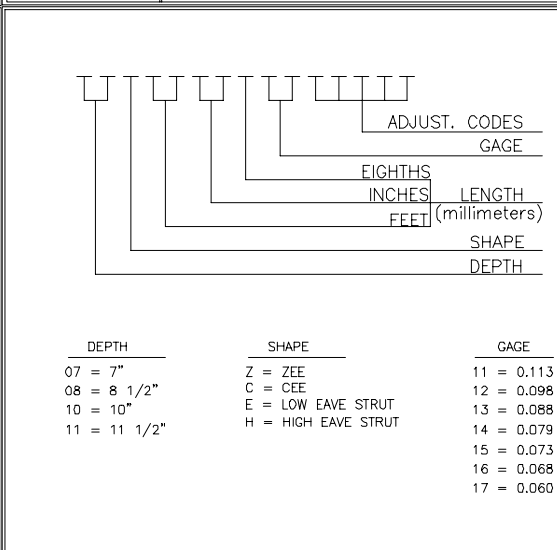 ADJUST. CODES
GAGE
EIGHTHS
INCHES LENGTH
(millimeters)
FEET
SHAPE
DEPTH
DEPTH
07 = 7"
08 = 8 1/2"
10 = 10"
11 = 11 1/2"
SHAPE
Z = ZEE
C = CEE
E = LOW EAVE STRUT
H = HIGH EAVE STRUT
GAGE
11 = 0.113
12 = 0.098
13 = 0.088
14 = 0.079
15 = 0.073
16 = 0.068
17 = 0.060